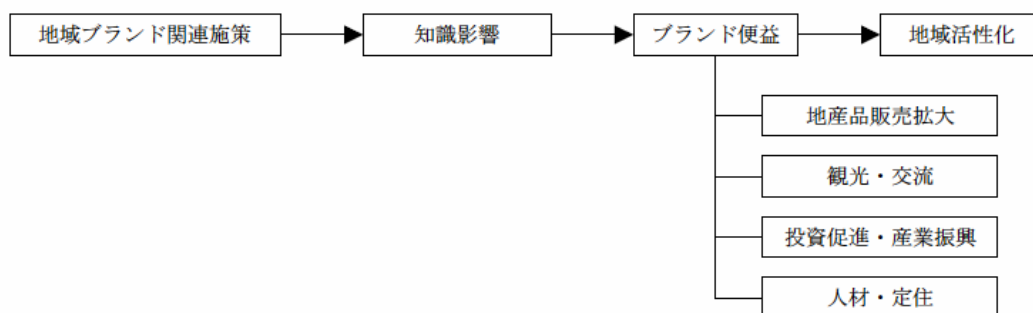 地域ブランド関連施策
知識影響
ブランド便益
地域活性化
地産品販売拡大
観光・交流
投資促進・産業振興
人材・定住